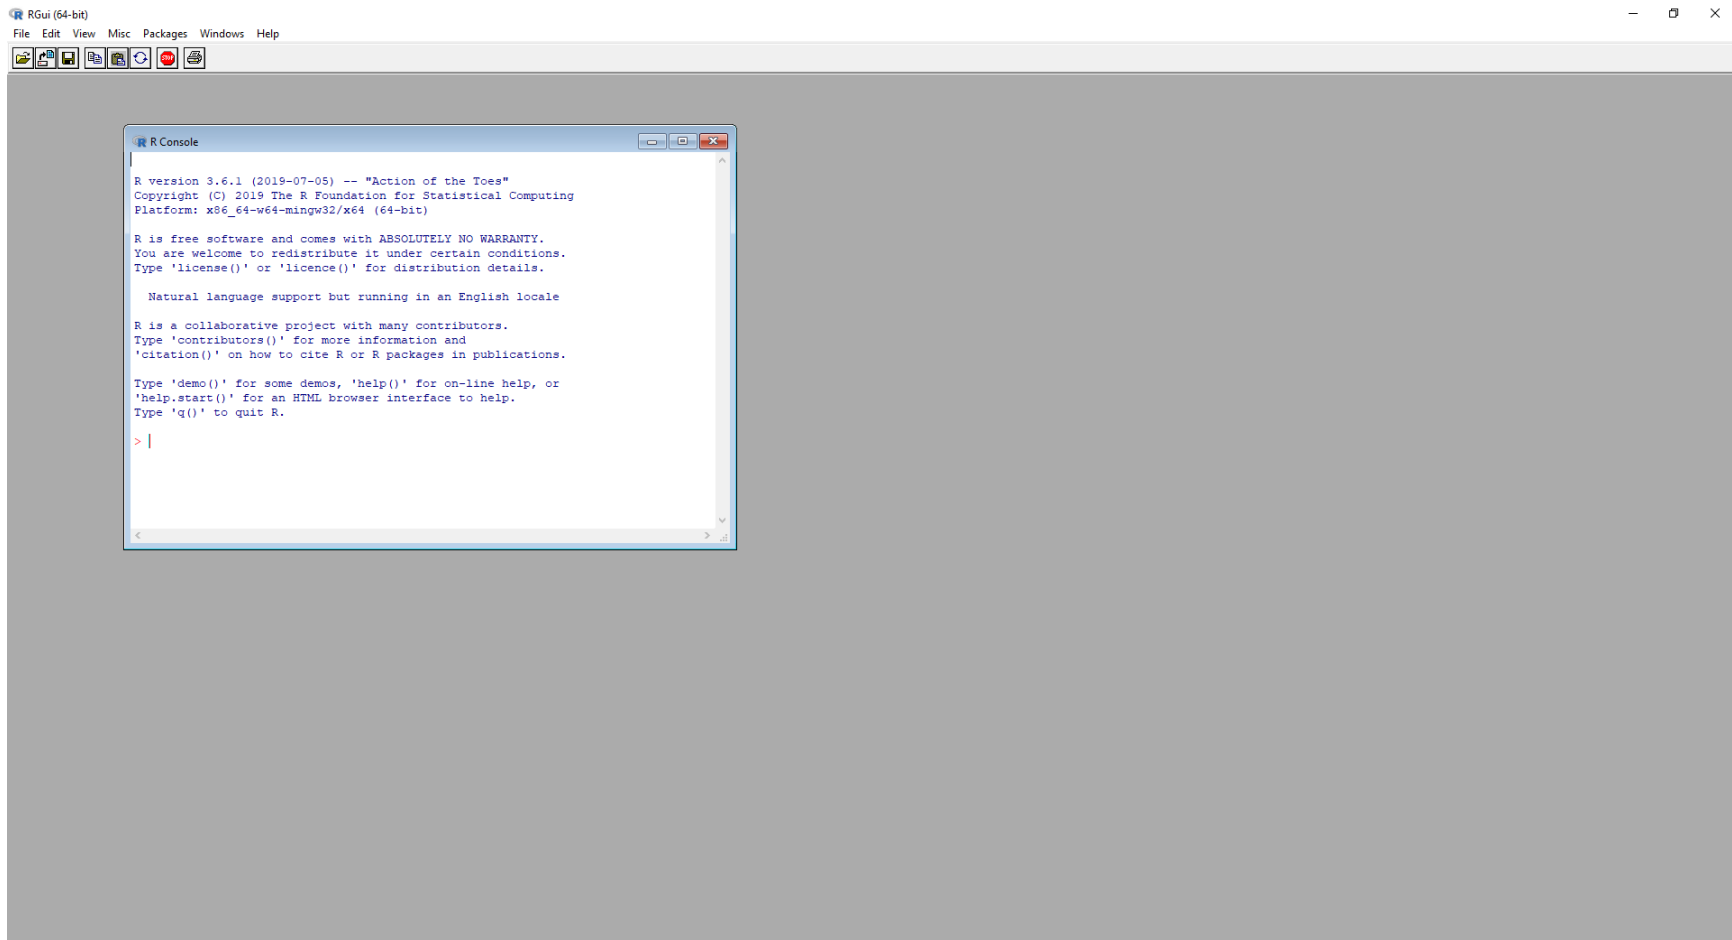 RGui (64-bit)
File Edit View Misc Packages Windows Help
STOP
R Console
R version 3.6.1 (2019-07-05) -- "Action of the Toes"
Copyright (C) 2019 The R Foundation for Statistical Computing
Platform: x86_64-w64-mingw32/x64 (64-bit)
R is free software and comes with ABSOLUTELY NO WARRANTY.
You are welcome to redistribute it under certain conditions.
Type 'license()' or 'licence()' for distribution details.
Natural language support but running in an English locale
R is a collaborative project with many contributors.
Type 'contributors()' for more information and
'citation()' on how to cite R or R packages in publications.
Type 'demo()' for some demos, 'help()' for on-line help, or
'help.start()' for an HTML browser interface to help.
Type 'q()' to quit R.
>